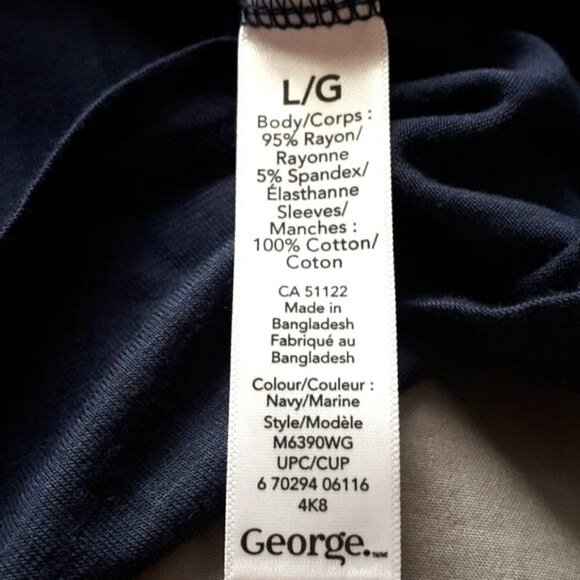 L/G
Body/Corps :
95% Rayon/
Rayonne
5% Spandex/
Élasthanne
Sleeves/
Manches :
100% Cotton/
Coton
CA 51122
Made in
Bangladesh
Fabriqué au
Bangladesh
Colour/Couleur :
Navy/Marine
Style/Modèle
M6390WG
UPC/CUP
6 70294 06116
4K8
George.